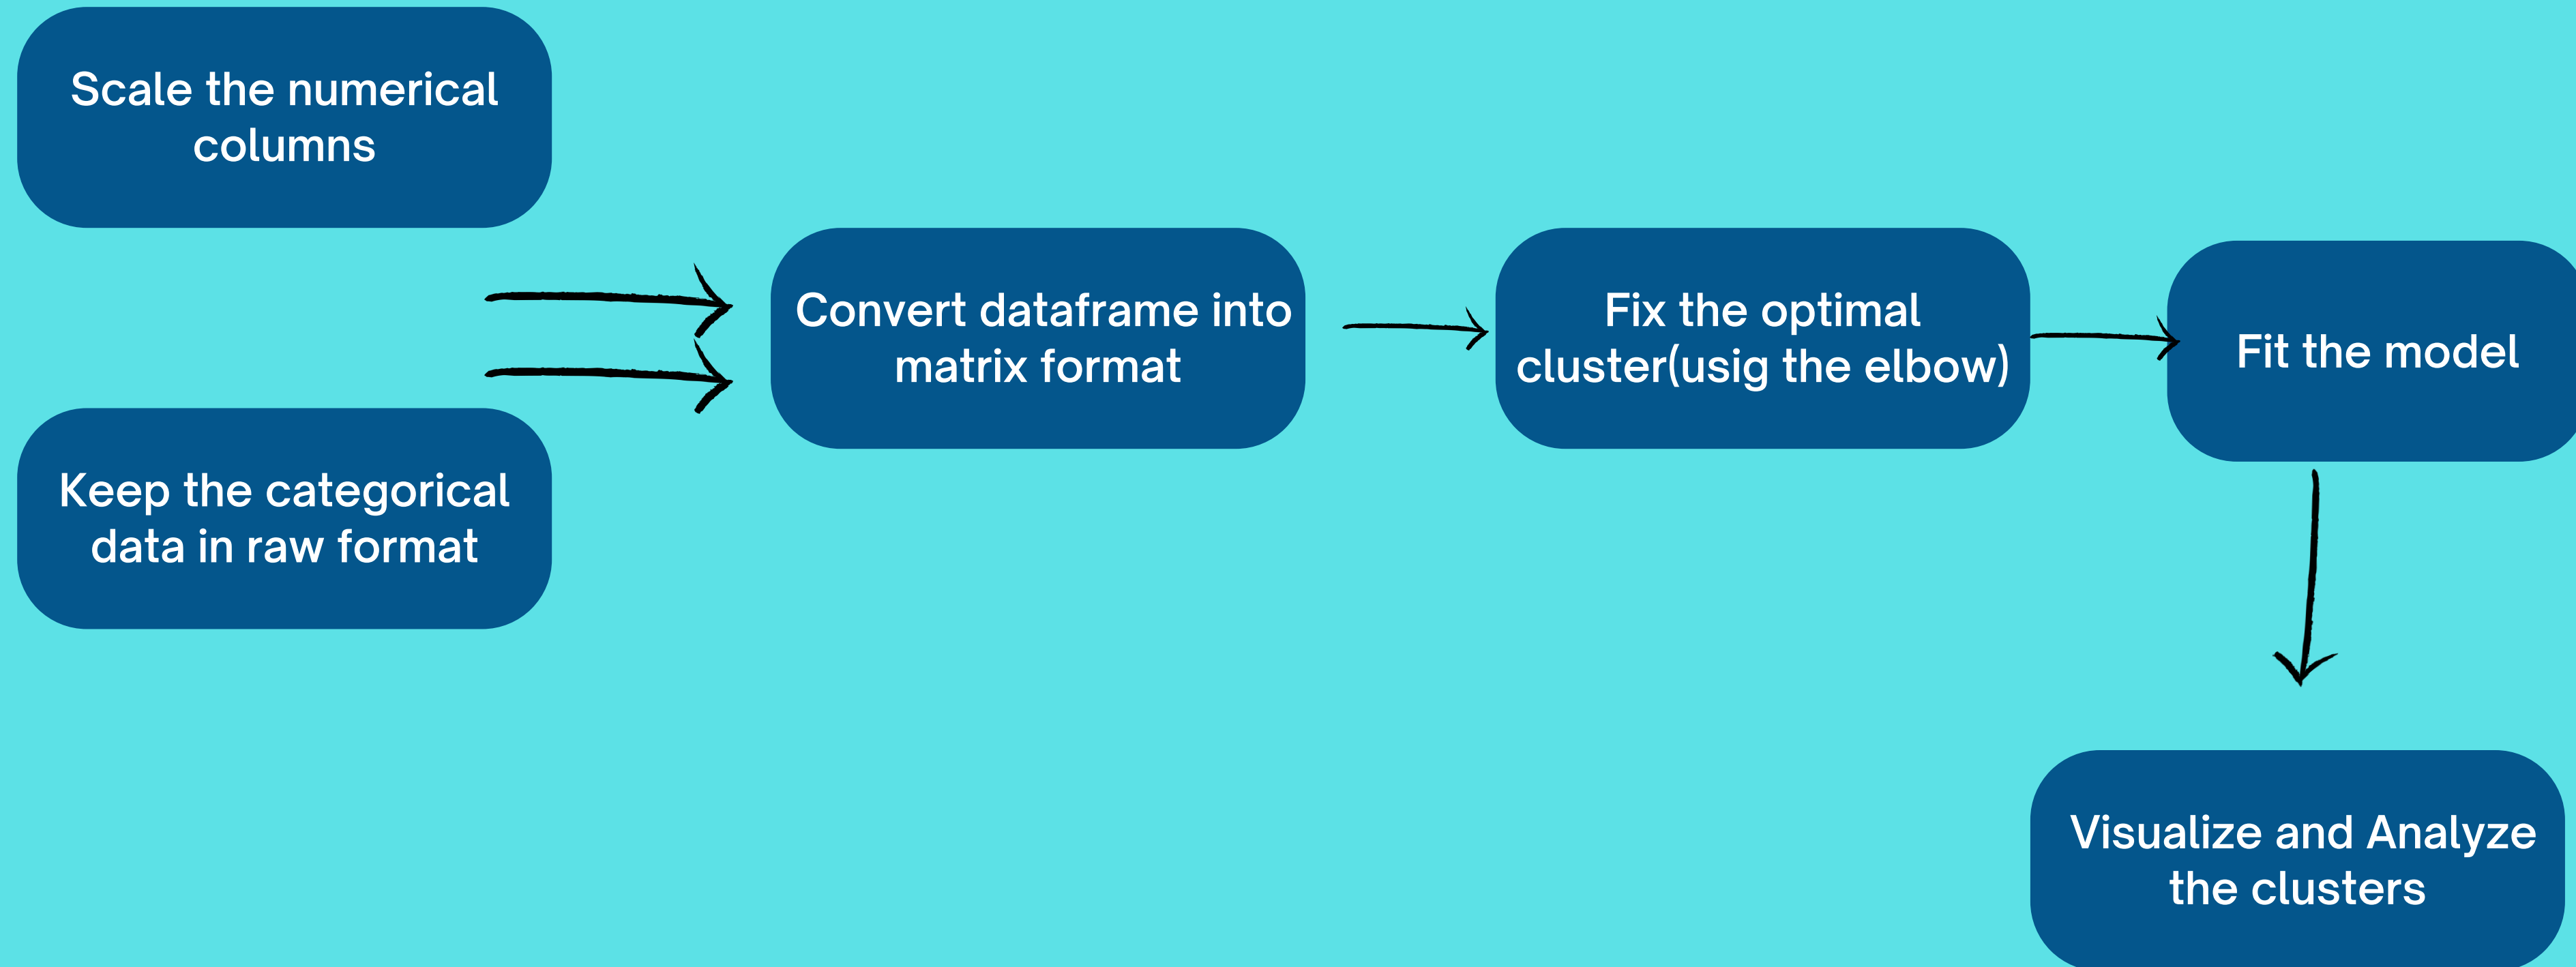 Scale the numerical
columns
Keep the categorical
data in raw format
Convert dataframe into
matrix format
Fix the optimal
cluster(usig the elbow)
Fit the model
Visualize and Analyze
the clusters